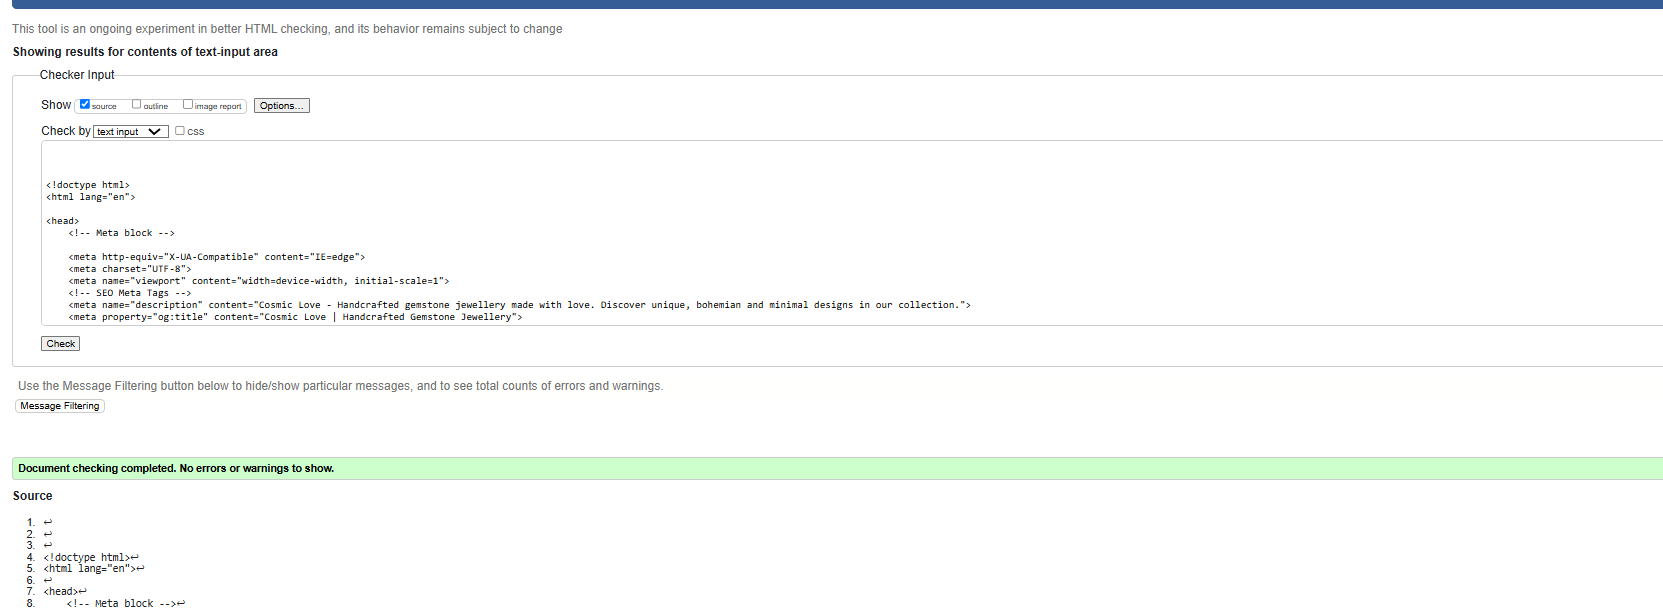 This tool is an ongoing experiment in better HTML checking, and its behavior remains subject to change
Showing results for contents of text-input area
Checker Input
Show source outline image report Options...
Check by text input css
<!doctype html>
<html lang="en">
<head>
<!-- Meta block -->
<meta http-equiv="X-UA-Compatible" content="IE=edge">
<meta charset="UTF-8">
<meta name="viewport" content="width=device-width, initial-scale=1">
<!-- SEO Meta Tags -->
<meta name="description" content="Cosmic Love - Handcrafted gemstone jewellery made with love. Discover unique, bohemian and minimal designs in our collection.">
<meta property="og:title" content="Cosmic Love | Handcrafted Gemstone Jewellery">
Check
Use the Message Filtering button below to hide/show particular messages, and to see total counts of errors and warnings.
Message Filtering
Document checking completed. No errors or warnings to show.
Source
1. ↩
2. ↩
3. ↩
4. <!doctype html>↩
5. <html lang="en">↩
6. ↩
7. <head>↩
8. <!-- Meta block -->↩